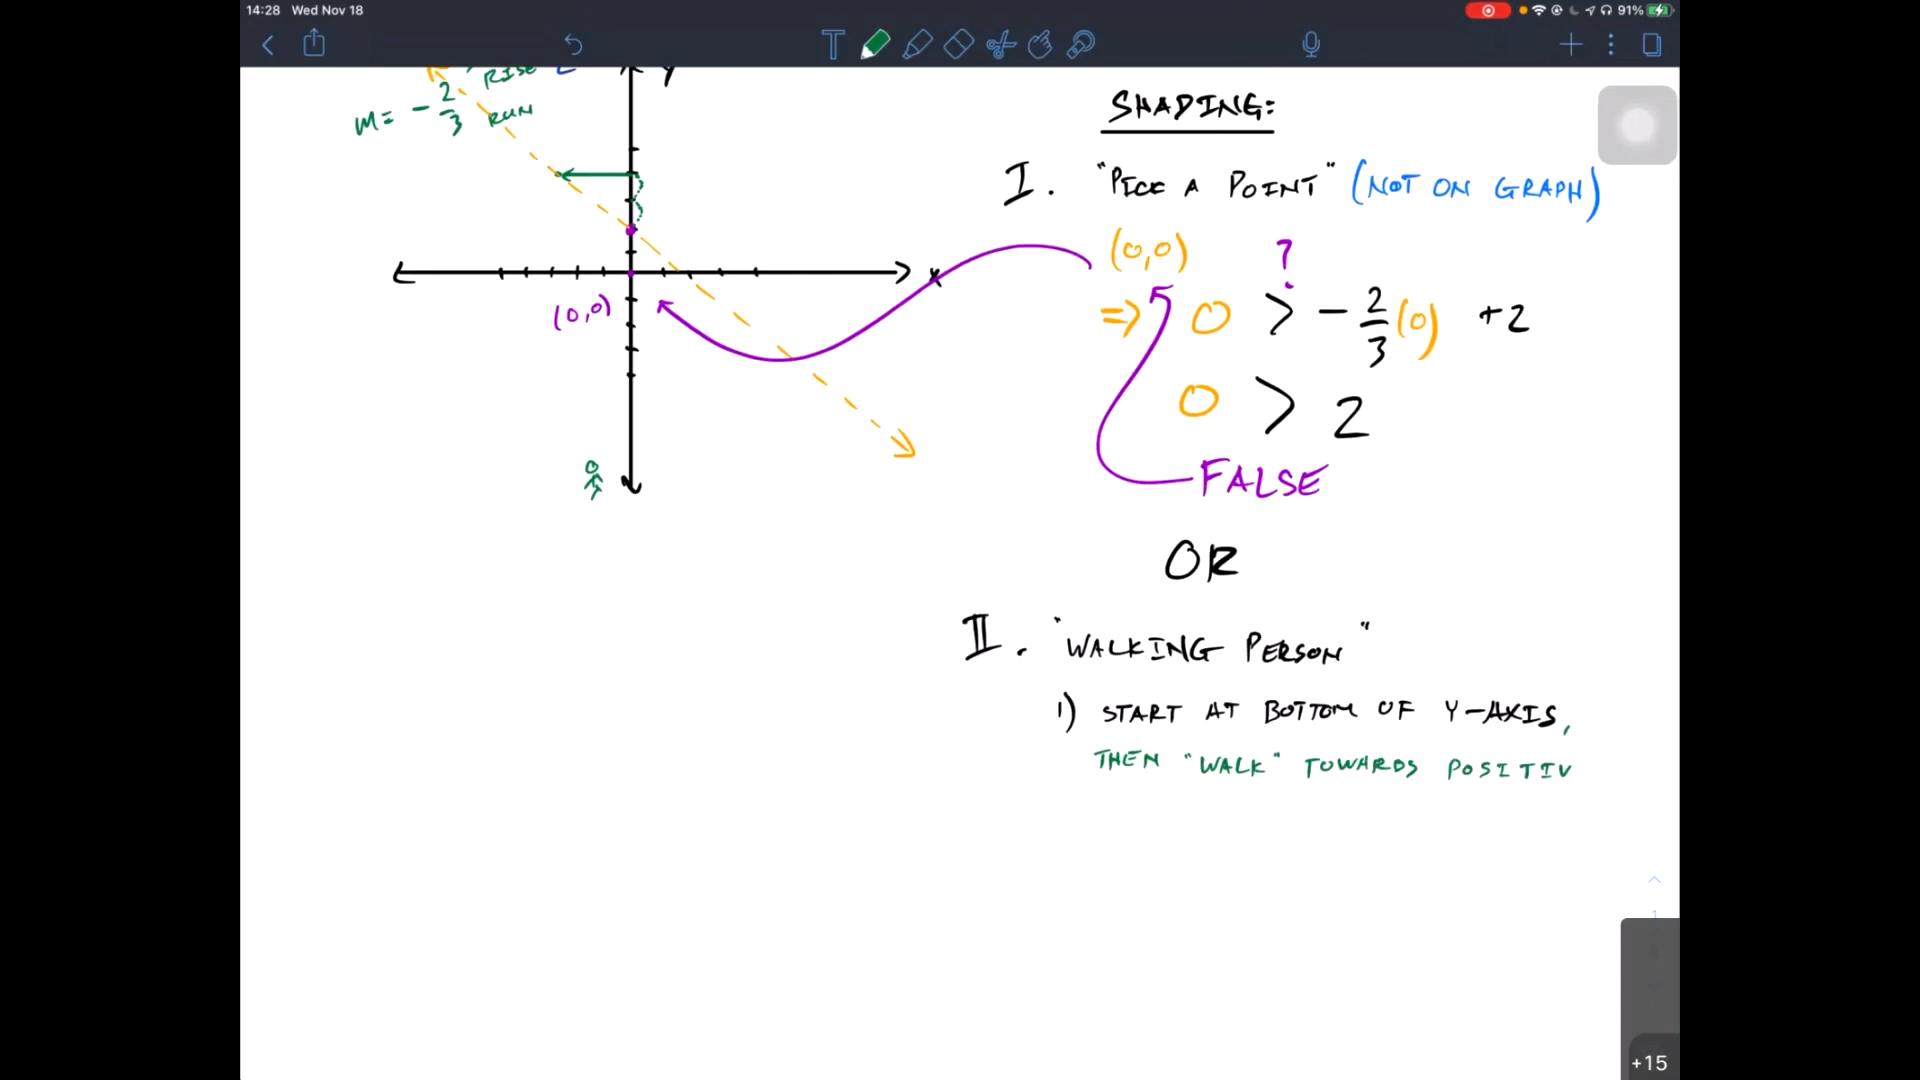 14:28 Wed Nov 18
91%
RISE
m = - 2/3 RUN
Y
X
(0,0)
SHADING:
I. "PICK A POINT" (NOT ON GRAPH)
(0,0) ?
=> 0 > - 2/3 (0) +2
0 > 2
FALSE
OR
II. "WALKING PERSON"
1) START AT BOTTOM OF Y-AXIS,
THEN "WALK" TOWARDS POSITIV
+15